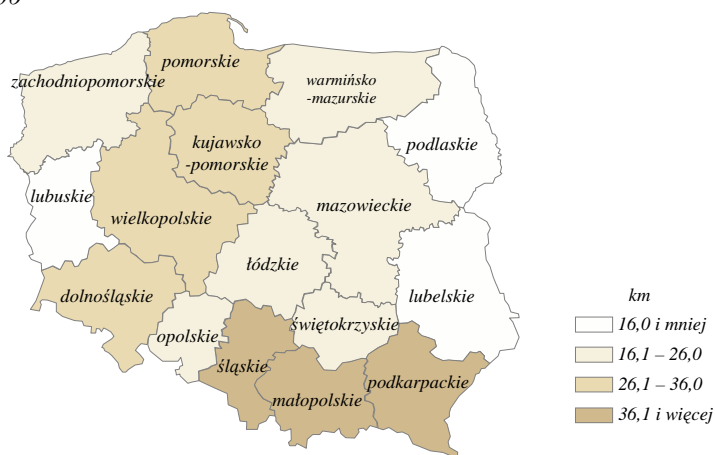 pomorskie
zachodniopomorskie
warmińsko
-mazurskie
kujawsko
-pomorskie
podlaskie
lubuskie
wielkopolskie
mazowieckie
łódzkie
dolnośląskie
lubelskie
opolskie
świętokrzyskie
śląskie
małopolskie
podkarpackie
km
16,0 i mniej
16,1 – 26,0
26,1 – 36,0
36,1 i więcej